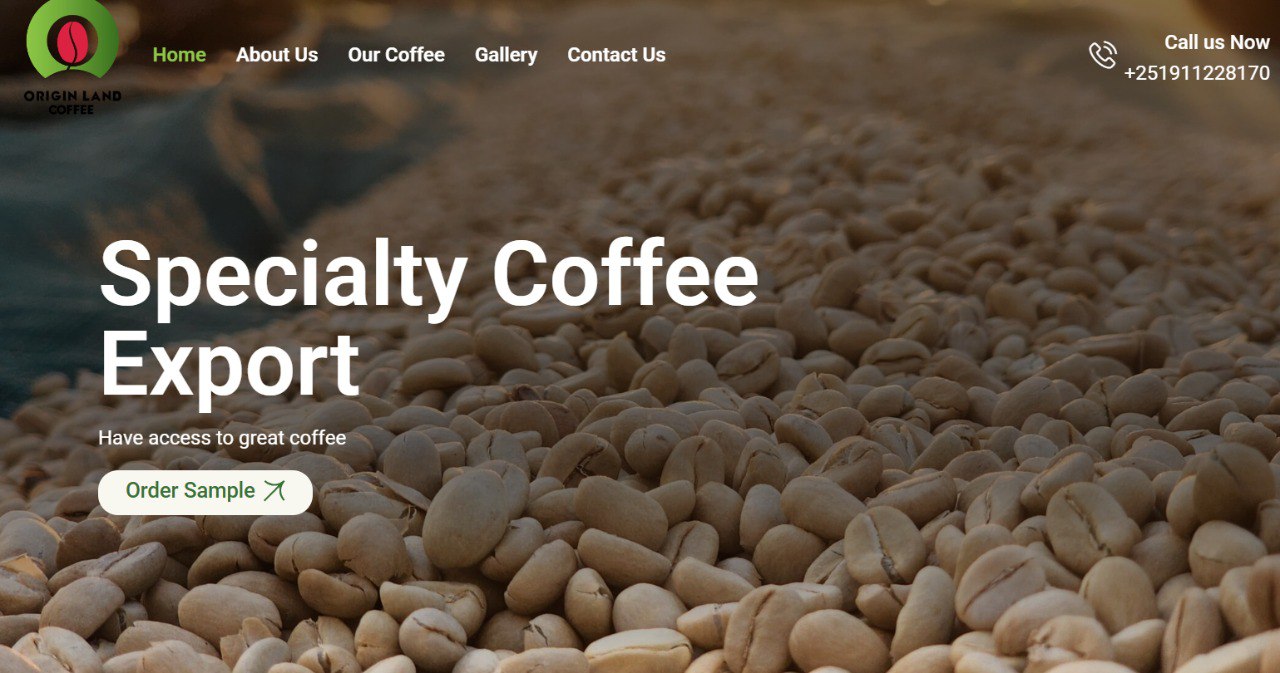 ORIGIN LAND
COFFEE
Home About Us Our Coffee Gallery Contact Us
Call us Now
+251911228170
Specialty Coffee
Export
Have access to great coffee
Order Sample